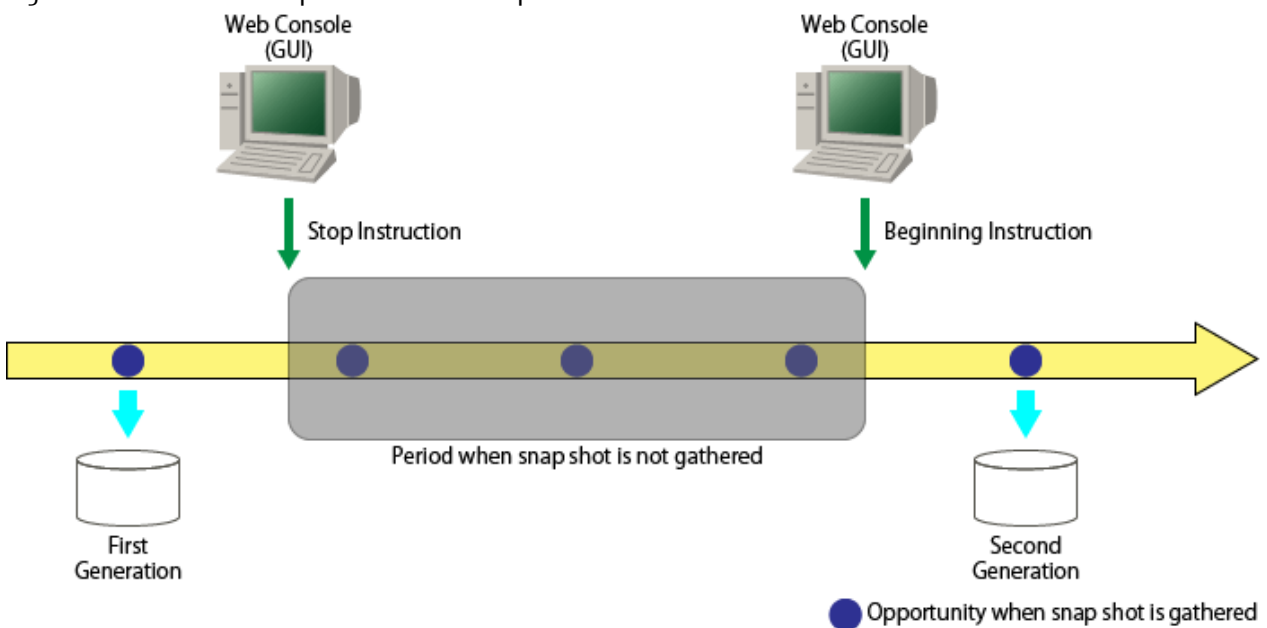 Web Console
(GUI)
Web Console
(GUI)
Stop Instruction
Beginning Instruction
Period when snap shot is not gathered
First
Generation
Second
Generation
Opportunity when snap shot is gathered